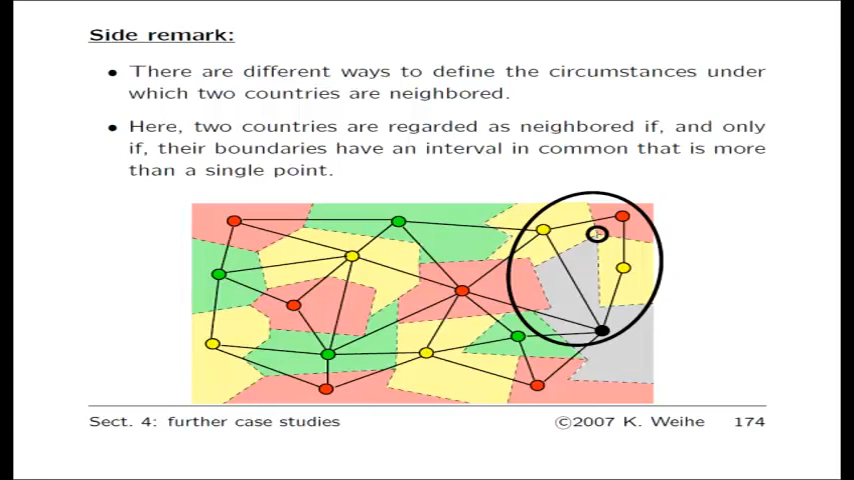 Side remark:
There are different ways to define the circumstances under
which two countries are neighbored.
Here, two countries are regarded as neighbored if, and only
if, their boundaries have an interval in common that is more
than a single point.
Sect. 4: further case studies
©2007 K. Weihe 174